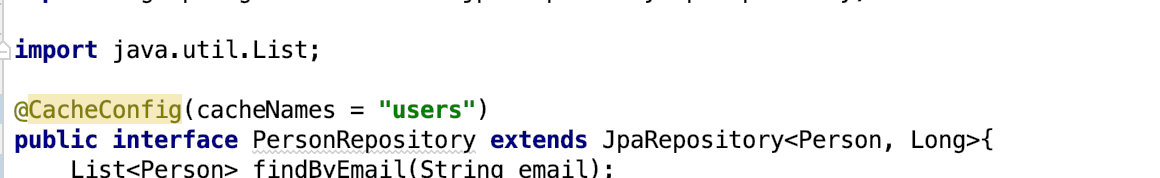 import java.util.List;
@CacheConfig(cacheNames = "users")
public interface PersonRepository extends JpaRepository<Person, Long>{
List<Person> findByEmail(String email);